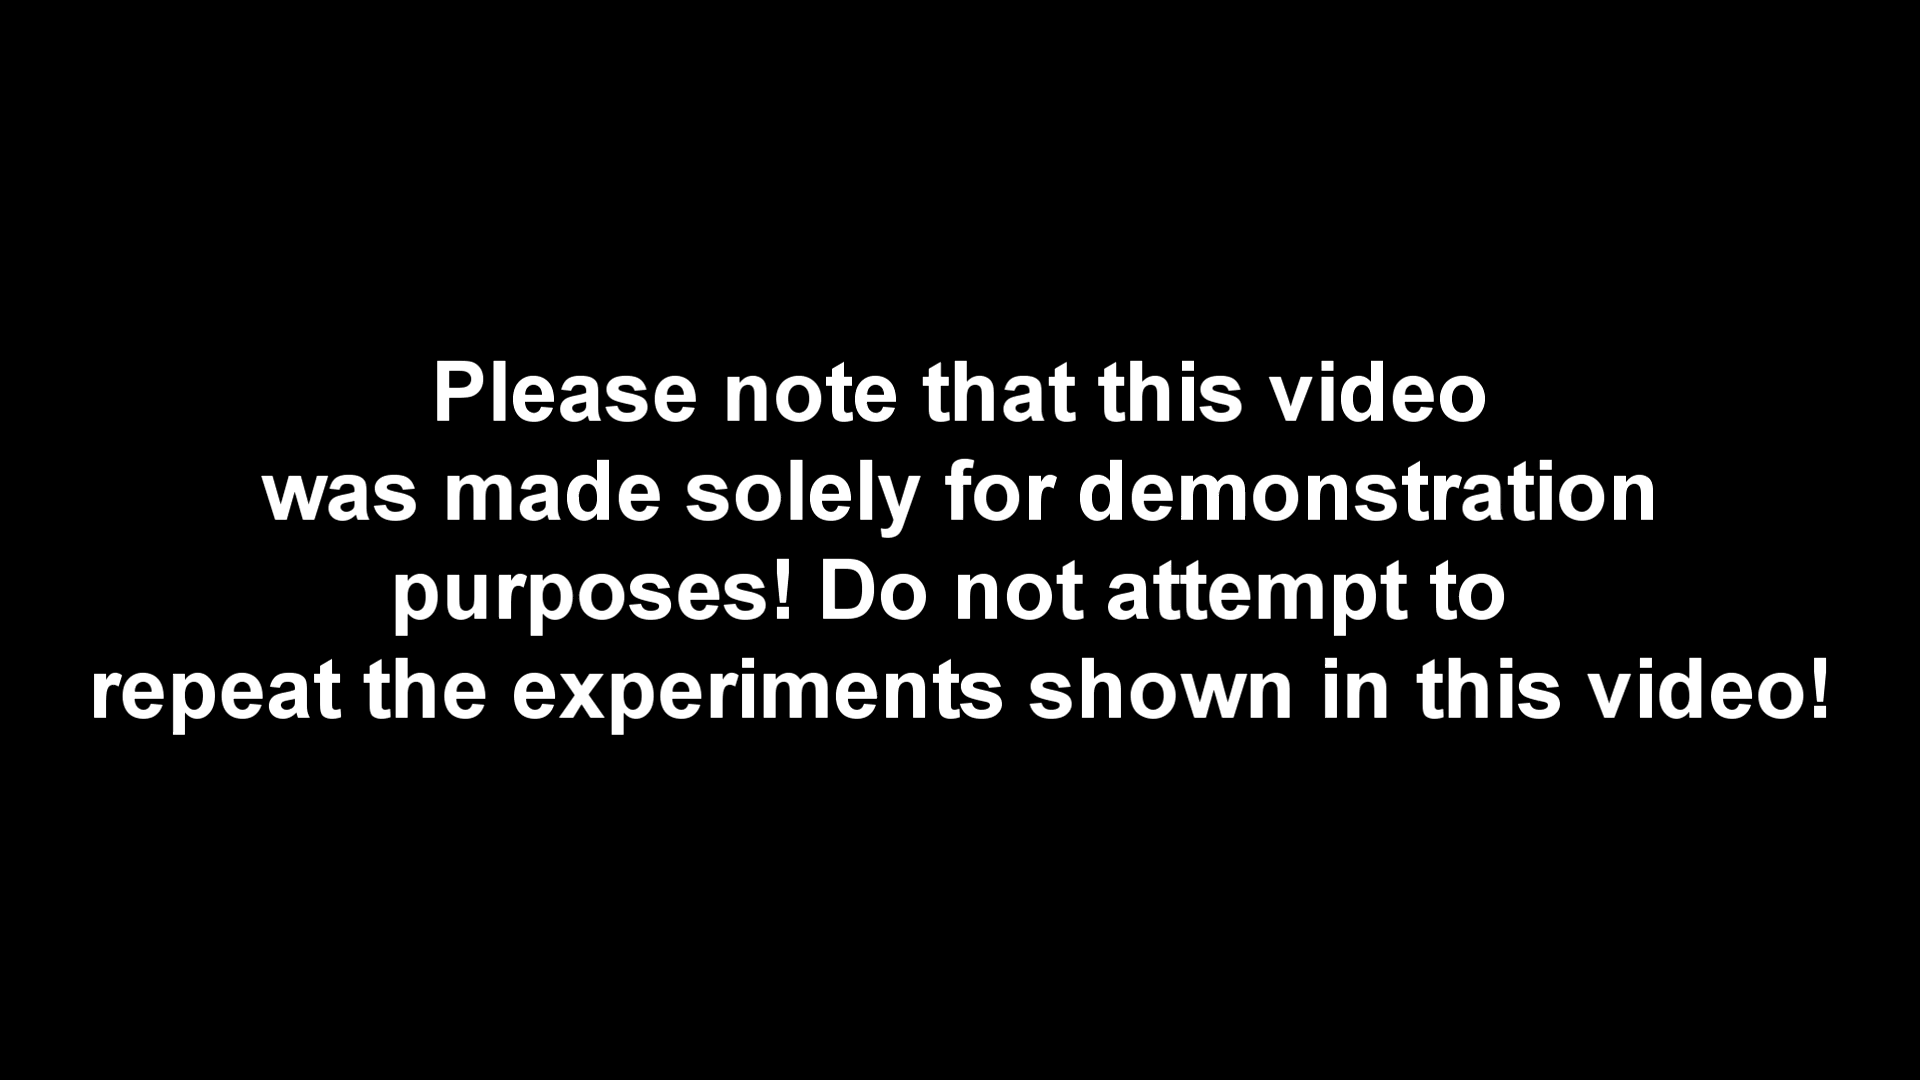 Please note that this video
was made solely for demonstration
purposes! Do not attempt to
repeat the experiments shown in this video!